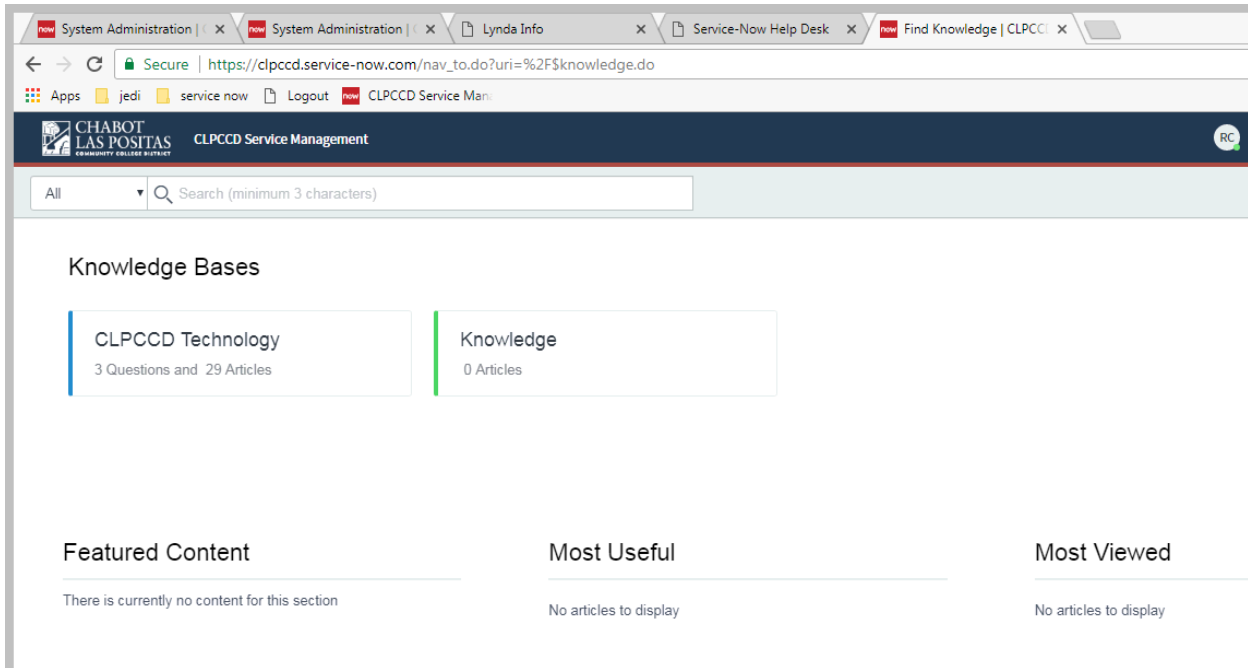 System Administration | C
System Administration | C
Lynda Info
Service-Now Help Desk
Find Knowledge | CLPCC
Secure | https://clpccd.service-now.com/nav_to.do?uri=%2F$knowledge.do
Apps jedi service now Logout now CLPCCD Service Man
CHABOT
LAS POSITAS
COMMUNITY COLLEGE DISTRICT
CLPCCD Service Management
RC
All Search (minimum 3 characters)
Knowledge Bases
CLPCCD Technology
3 Questions and 29 Articles
Knowledge
0 Articles
Featured Content
There is currently no content for this section
Most Useful
No articles to display
Most Viewed
No articles to display